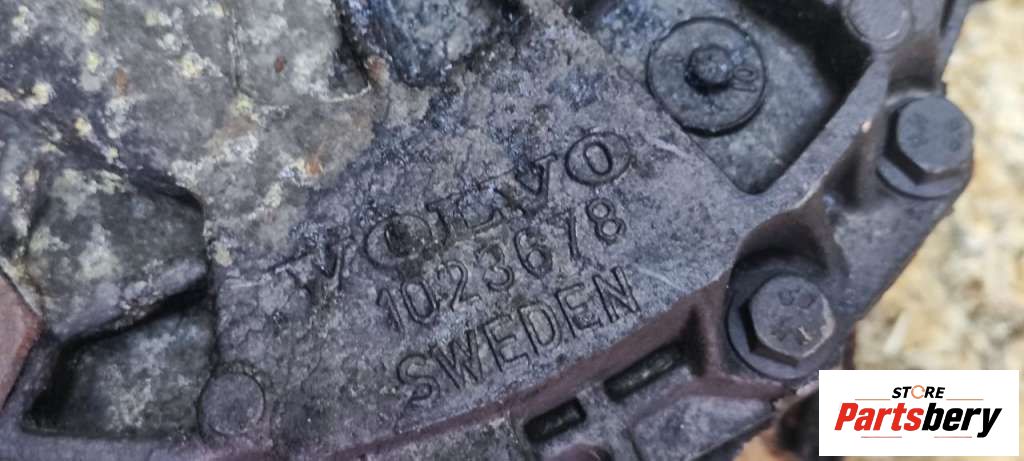 VOLVO
1023678
SWEDEN
STORE
Partsbery